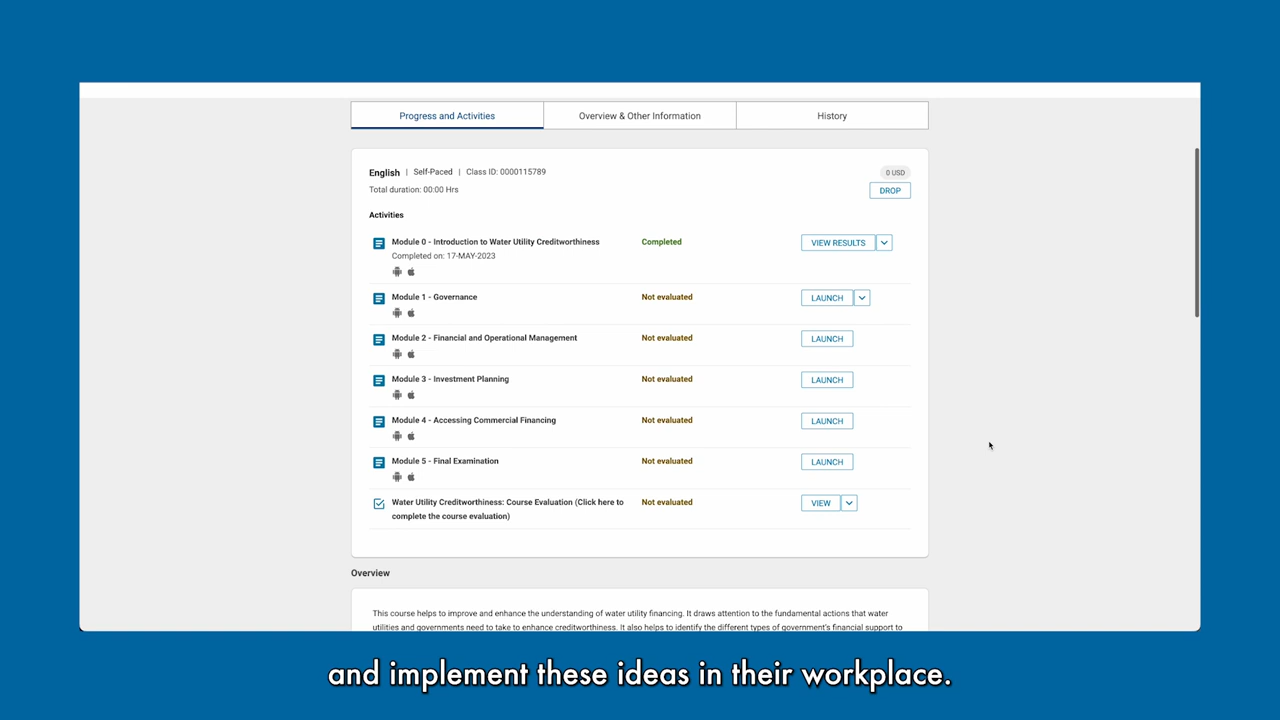 Progress and Activities
Overview & Other Information
History
English | Self-Paced | Class ID: 0000115789
0 USD
Total duration: 00:00 Hrs
DROP
Activities
Module 0 - Introduction to Water Utility Creditworthiness
Completed
VIEW RESULTS
Completed on: 17-MAY-2023
Module 1 - Governance
Not evaluated
LAUNCH
Module 2 - Financial and Operational Management
Not evaluated
LAUNCH
Module 3 - Investment Planning
Not evaluated
LAUNCH
Module 4 - Accessing Commercial Financing
Not evaluated
LAUNCH
Module 5 - Final Examination
Not evaluated
LAUNCH
Water Utility Creditworthiness: Course Evaluation (Click here to
complete the course evaluation)
Not evaluated
VIEW
Overview
This course helps to improve and enhance the understanding of water utility financing. It draws attention to the fundamental actions that water
utilities and governments need to take to enhance creditworthiness. It also helps to identify the different types of government's financial support to
and implement these ideas in their workplace.